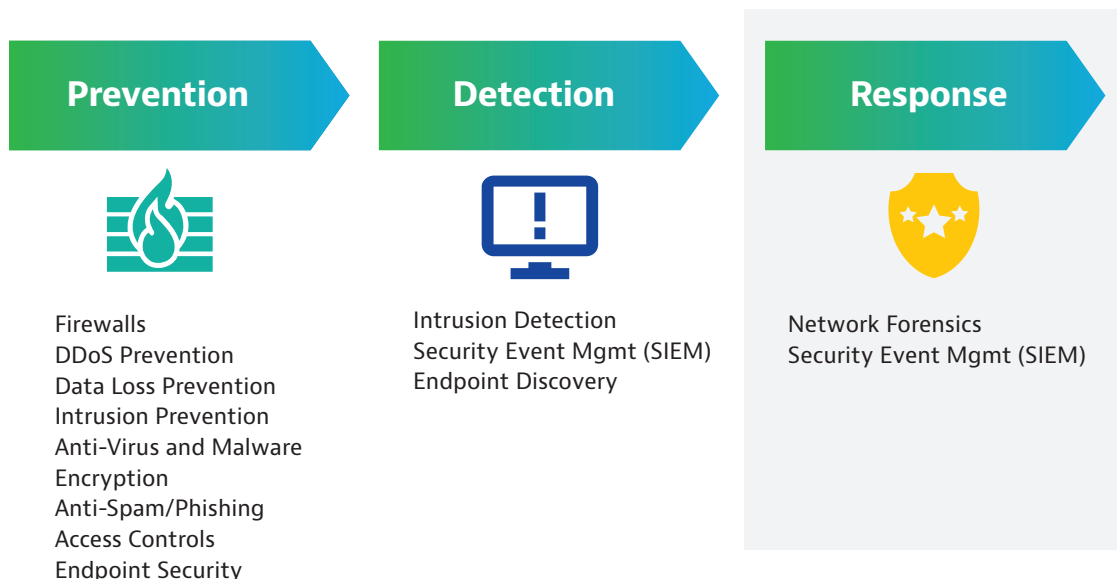 Prevention
Firewalls
DDoS Prevention
Data Loss Prevention
Intrusion Prevention
Anti-Virus and Malware
Encryption
Anti-Spam/Phishing
Access Controls
Endpoint Security
Detection
Intrusion Detection
Security Event Mgmt (SIEM)
Endpoint Discovery
Response
Network Forensics
Security Event Mgmt (SIEM)